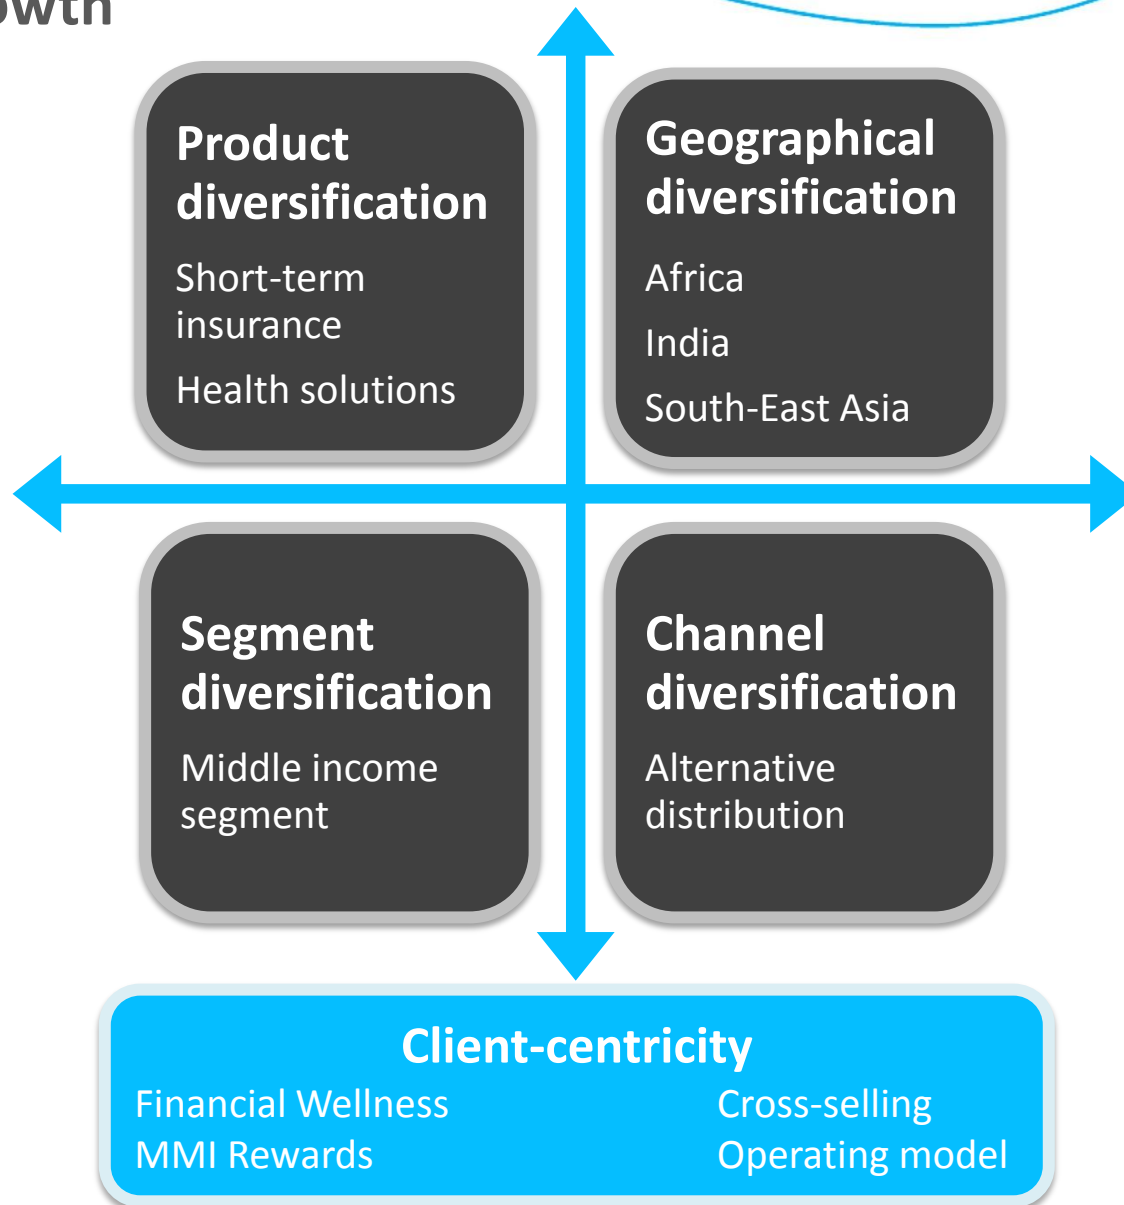 Product
diversification
Short-term
insurance
Health solutions
Geographical
diversification
Africa
India
South-East Asia
Segment
diversification
Middle income
segment
Channel
diversification
Alternative
distribution
Client-centricity
Financial Wellness
MMI Rewards
Cross-selling
Operating model